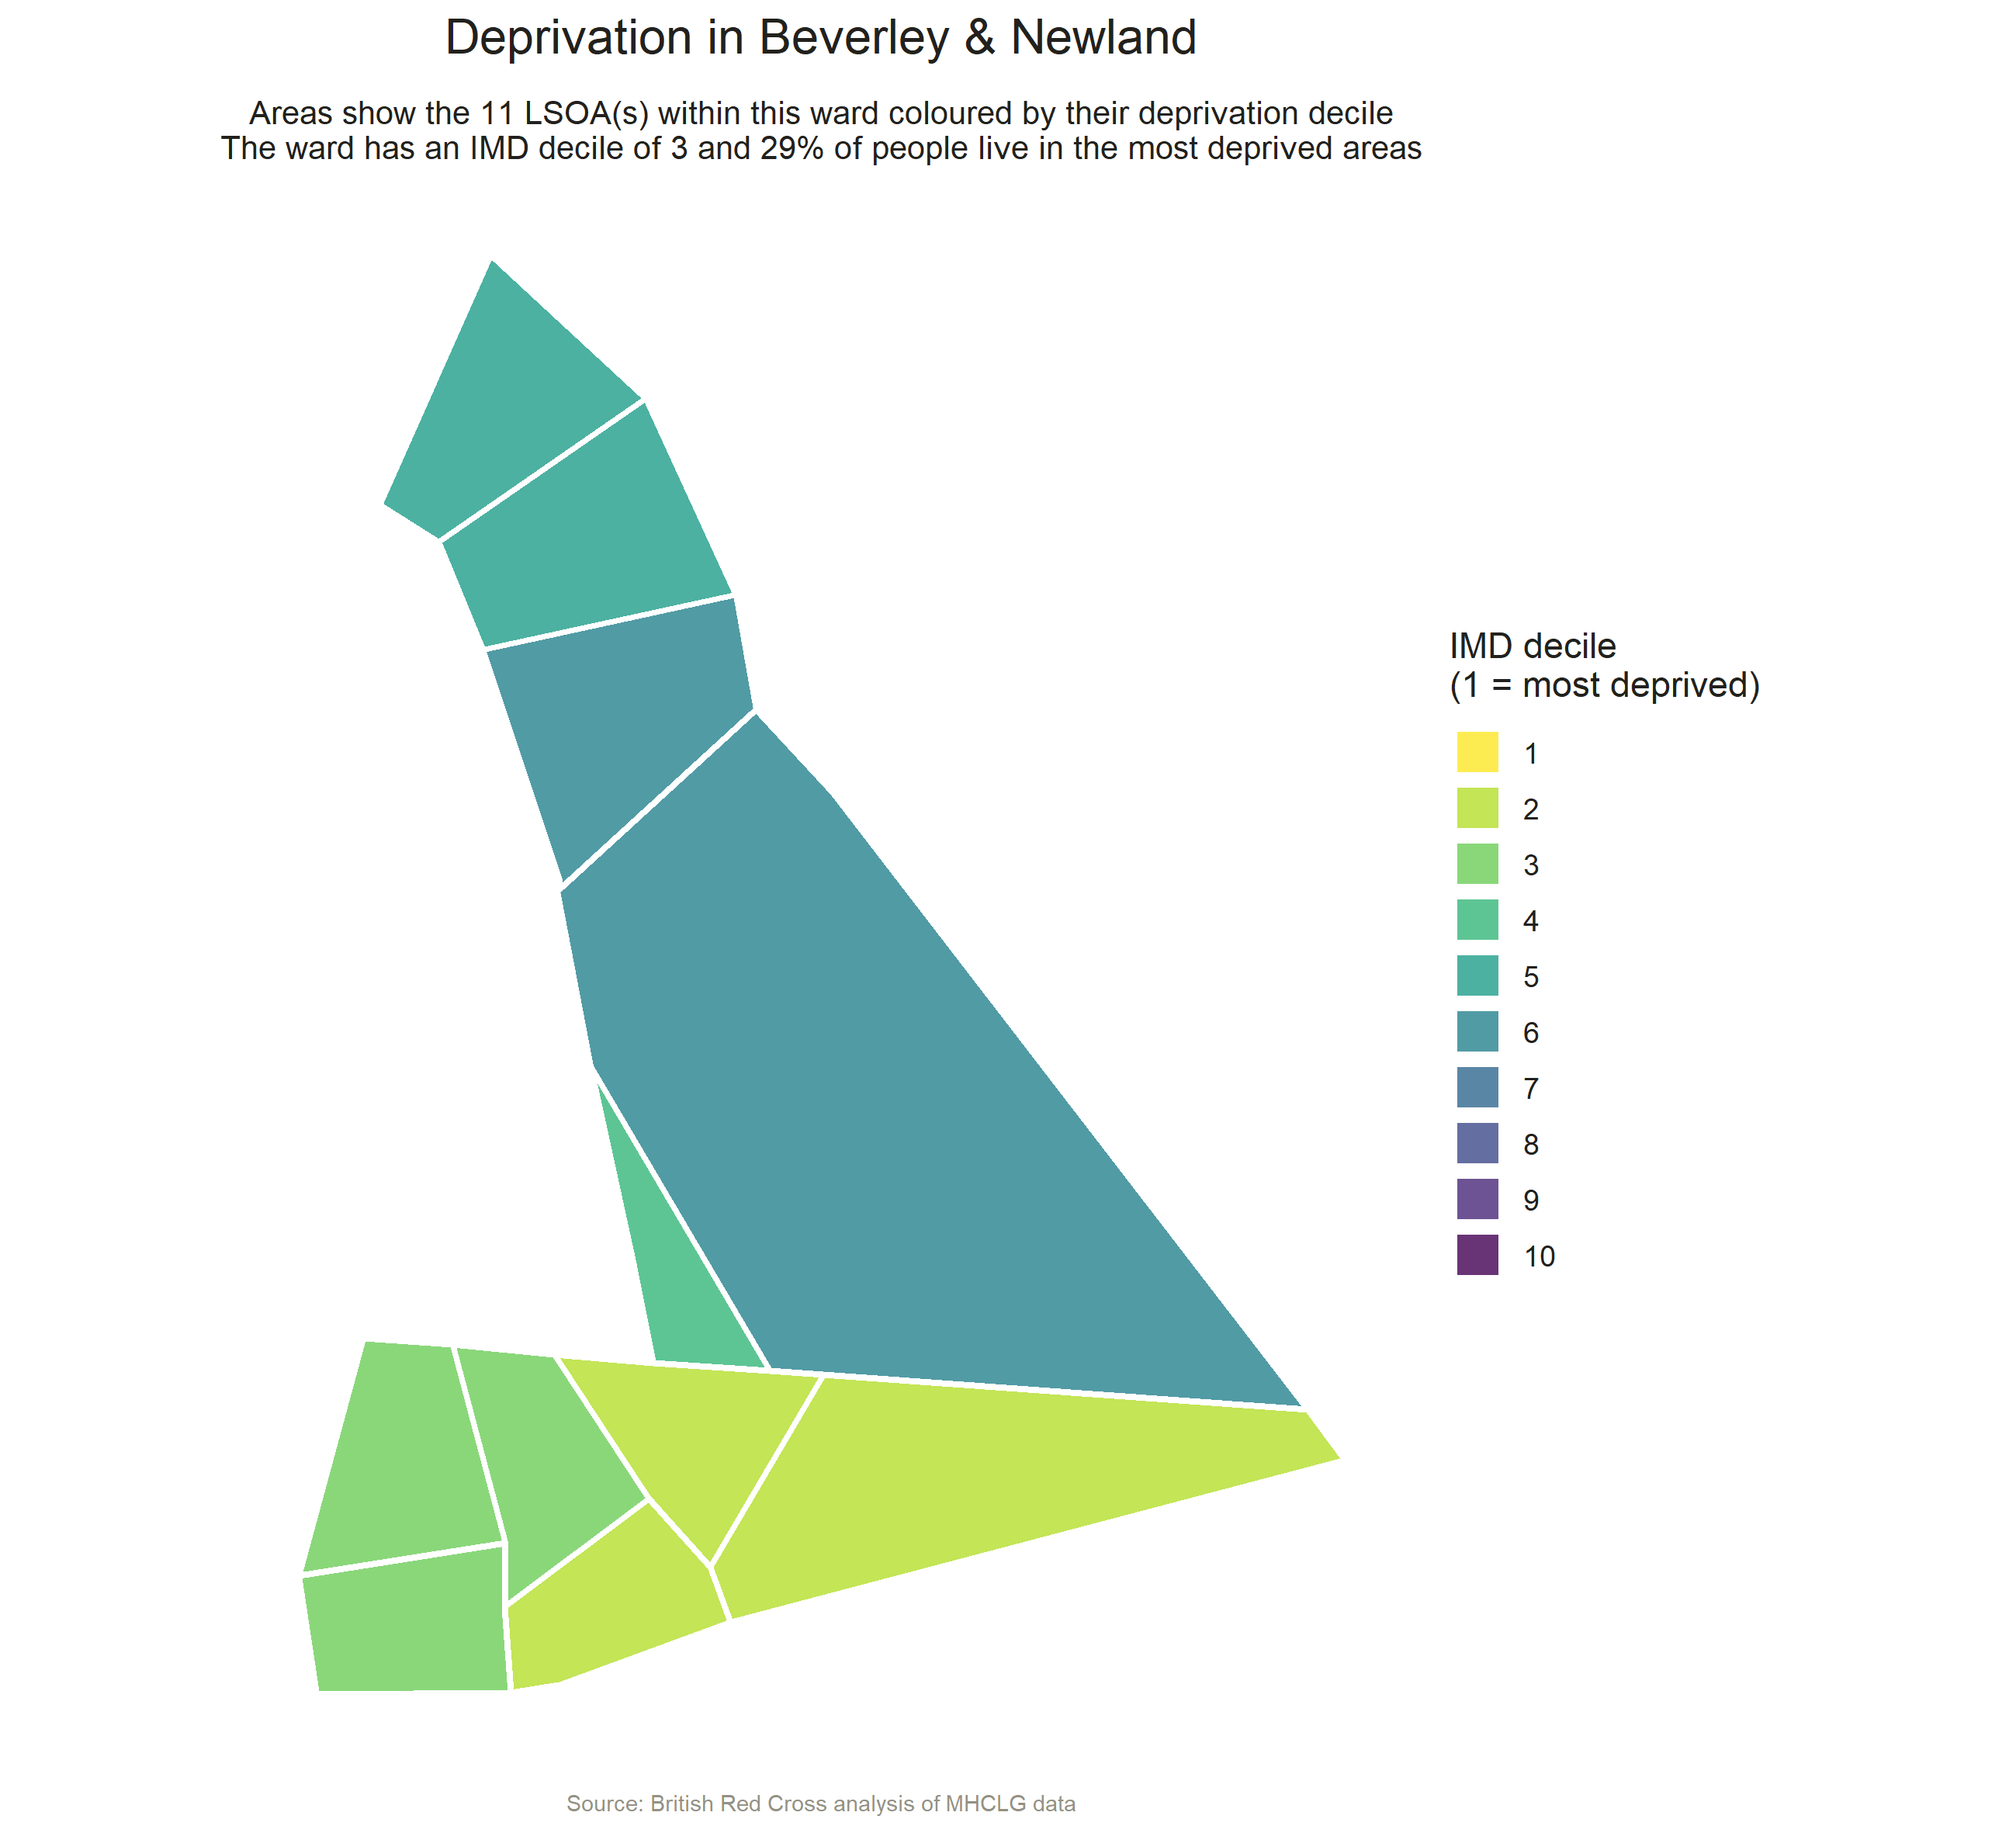 Deprivation in Beverley & Newland
Areas show the 11 LSOA(s) within this ward coloured by their deprivation decile
The ward has an IMD decile of 3 and 29% of people live in the most deprived areas
IMD decile
(1 = most deprived)
1
2
3
4
5
6
7
8
9
10
Source: British Red Cross analysis of MHCLG data